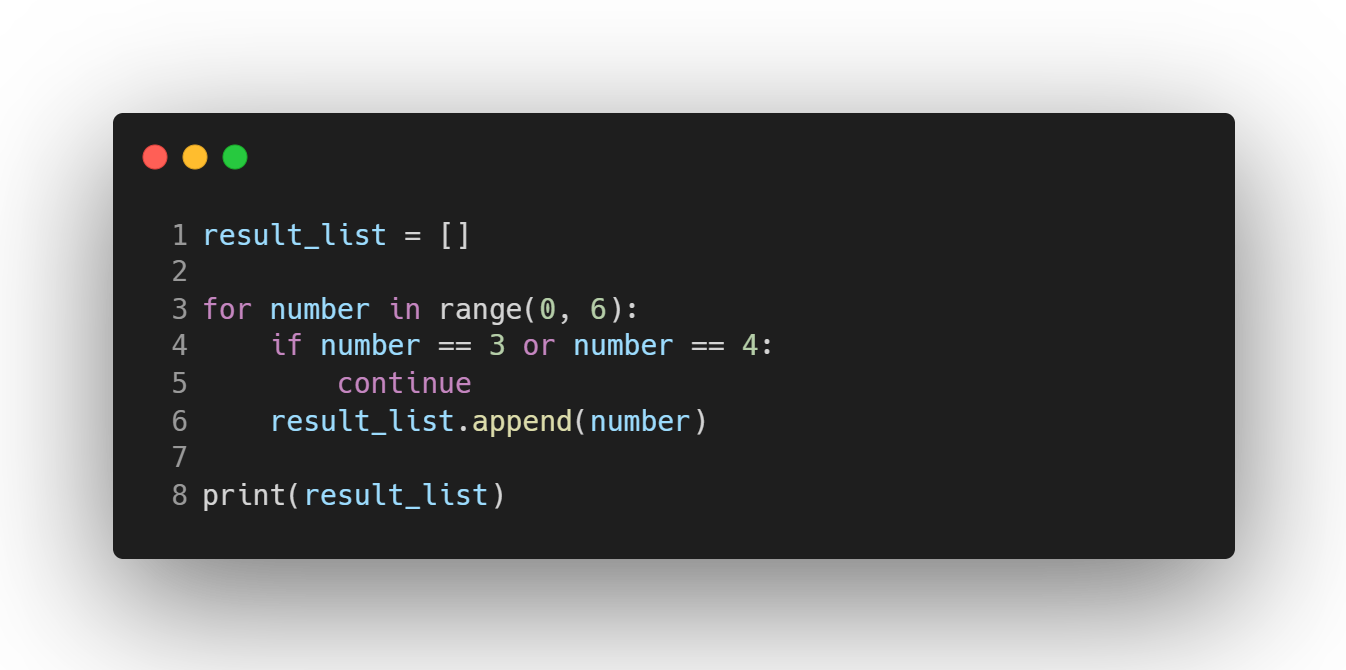 1 result_list = []
2
3 for number in range(0, 6):
4     if number == 3 or number == 4:
5         continue
6     result_list.append(number)
7
8 print(result_list)